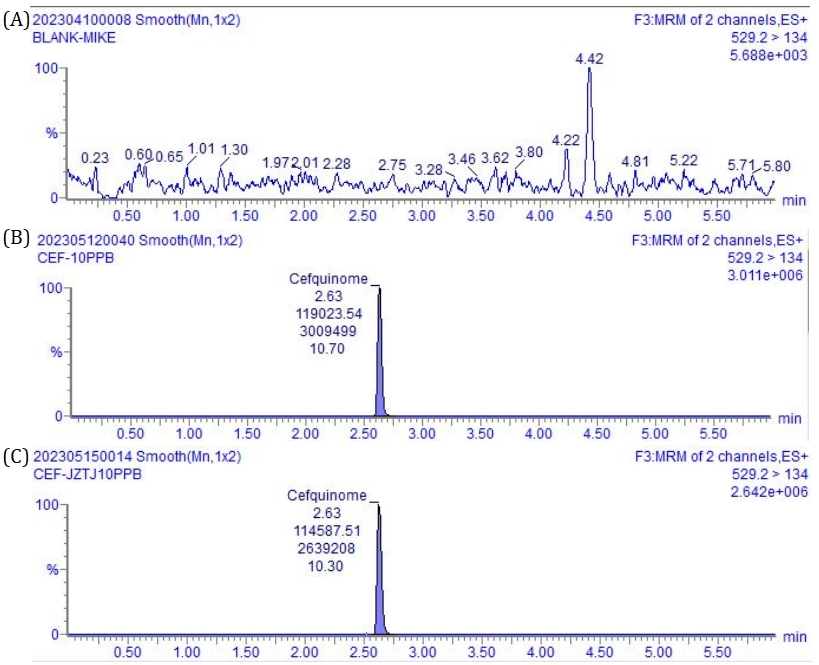 (A)
202304100008 Smooth(Mn,1x2)
BLANK-MIKE
F3:MRM of 2 channels,ES+
529.2 > 134
5.688e+003
100
%
0
0.23
0.60
0.65
1.01
1.30
1.97
2.01
2.28
2.75
3.28
3.46
3.62
3.80
4.22
4.42
4.81
5.22
5.71
5.80
0.50 1.00 1.50 2.00 2.50 3.00 3.50 4.00 4.50 5.00 5.50 min
(B)
202305120040 Smooth(Mn,1x2)
CEF-10PPB
F3:MRM of 2 channels,ES+
529.2 > 134
3.011e+006
100
%
0
Cefquinome
2.63
119023.54
3009499
10.70
0.50 1.00 1.50 2.00 2.50 3.00 3.50 4.00 4.50 5.00 5.50 min
(C)
202305150014 Smooth(Mn,1x2)
CEF-JZTJ10PPB
F3:MRM of 2 channels,ES+
529.2 > 134
2.642e+006
100
%
0
Cefquinome
2.63
114587.51
2639208
10.30
0.50 1.00 1.50 2.00 2.50 3.00 3.50 4.00 4.50 5.00 5.50 min